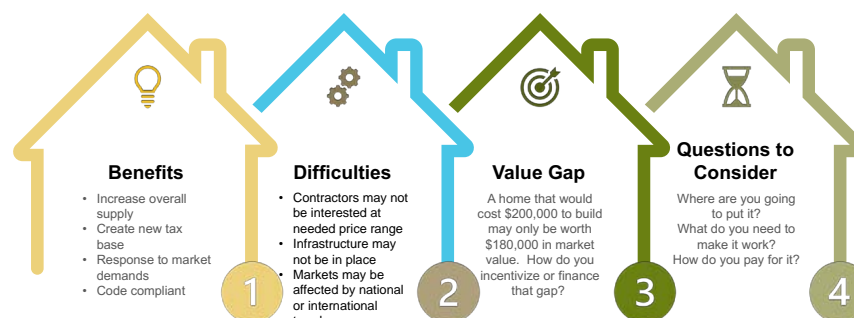 Benefits
• Increase overall
supply
• Create new tax
base
• Response to market
demands
• Code compliant
1
Difficulties
• Contractors may not
be interested at
needed price range
• Infrastructure may
not be in place
• Markets may be
affected by national
or international
2
Value Gap
A home that would
cost $200,000 to build
may only be worth
$180,000 in market
value.  How do you
incentivize or finance
that gap?
3
Questions to
Consider
Where are you going
to put it?
What do you need to
make it work?
How do you pay for it?
4